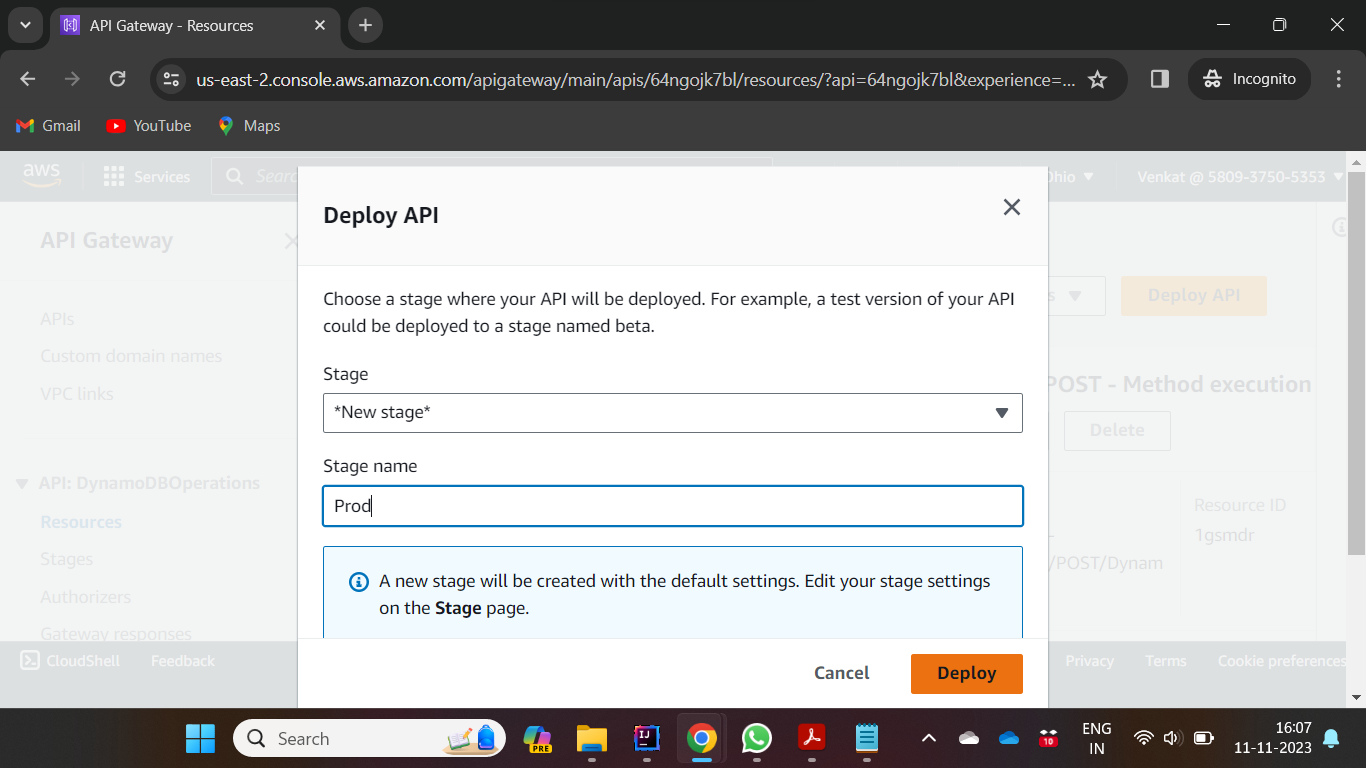 API Gateway - Resources
us-east-2.console.aws.amazon.com/apigateway/main/apis/64ngojk7bl/resources/?api=64ngojk7bl&experience=...
Incognito
Gmail
YouTube
Maps
aws
Services
Searc
Ohio
Venkat @ 5809-3750-5353
API Gateway
APIs
Custom domain names
VPC links
API: DynamoDBOperations
Resources
Stages
Authorizers
Gateway responses
Deploy API
Choose a stage where your API will be deployed. For example, a test version of your API
could be deployed to a stage named beta.
Stage
*New stage*
Stage name
Prod
A new stage will be created with the default settings. Edit your stage settings
on the Stage page.
Cancel
Deploy
s
Deploy API
POST - Method execution
Delete
Resource ID
1gsmdr
/POST/Dynam
CloudShell
Feedback
Privacy
Terms
Cookie preferences
Search
PRE
IJ
10
ENG
IN
16:07
11-11-2023